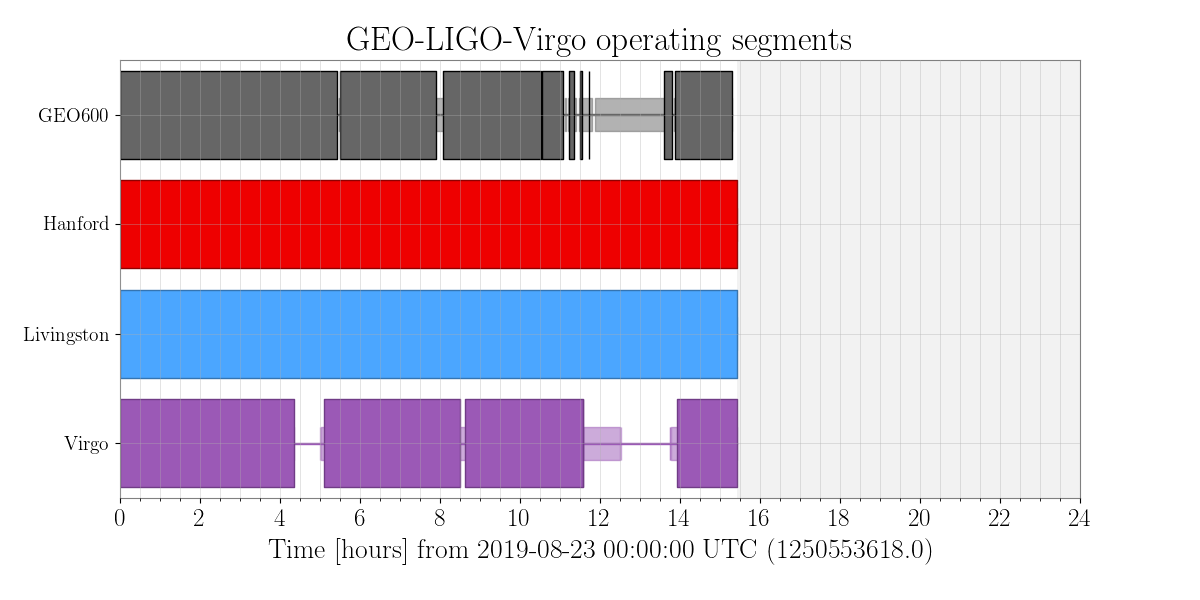 GEO-LIGO-Virgo operating segments
GEO600
Hanford
Livingston
Virgo
0 2 4 6 8 10 12 14 16 18 20 22 24
Time [hours] from 2019-08-23 00:00:00 UTC (1250553618.0)